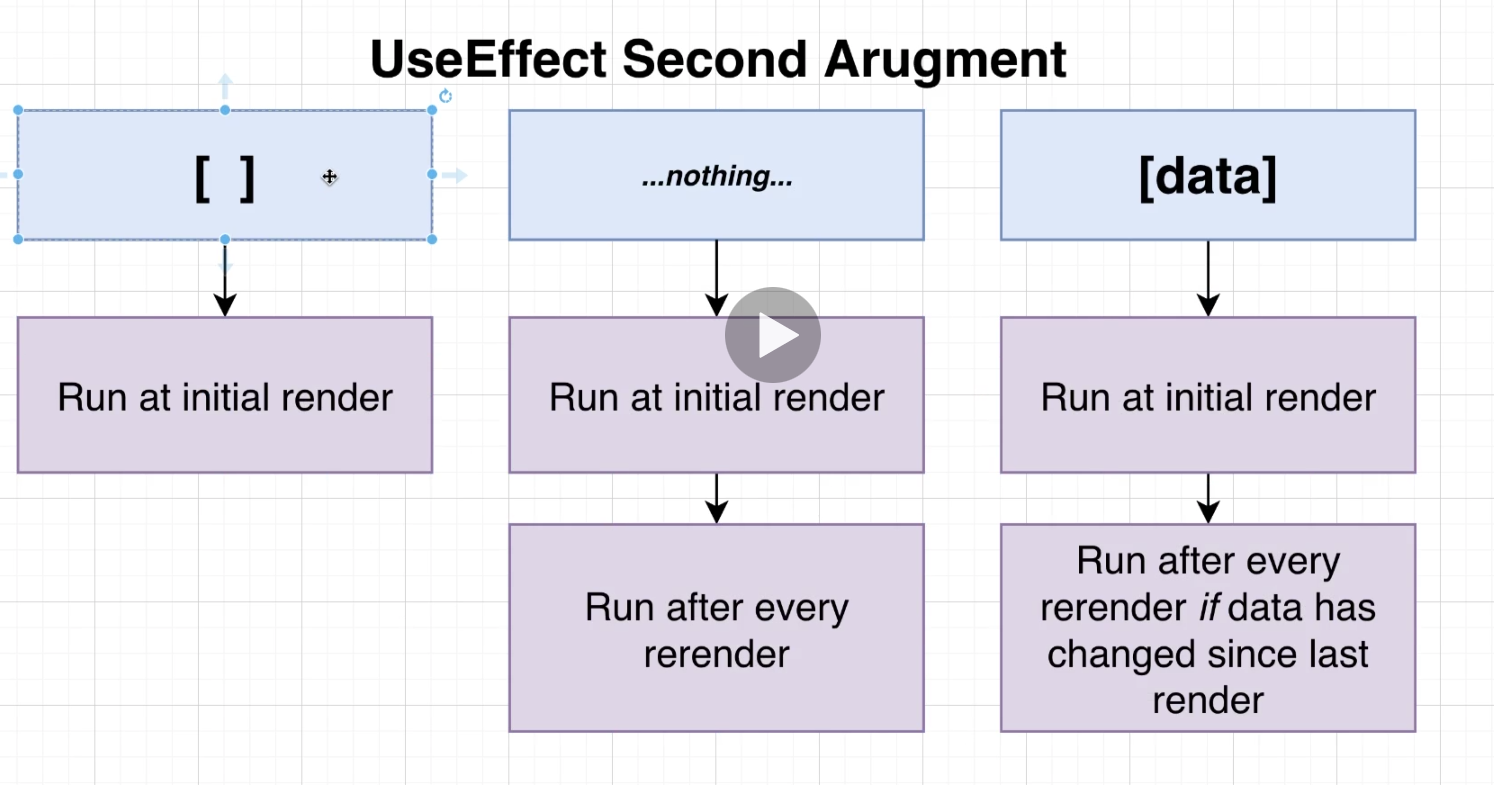 UseEffect Second Arugment
[ ]
...nothing...
[data]
Run at initial render
Run at initial render
Run at initial render
Run after every
rerender
Run after every
rerender if data has
changed since last
render